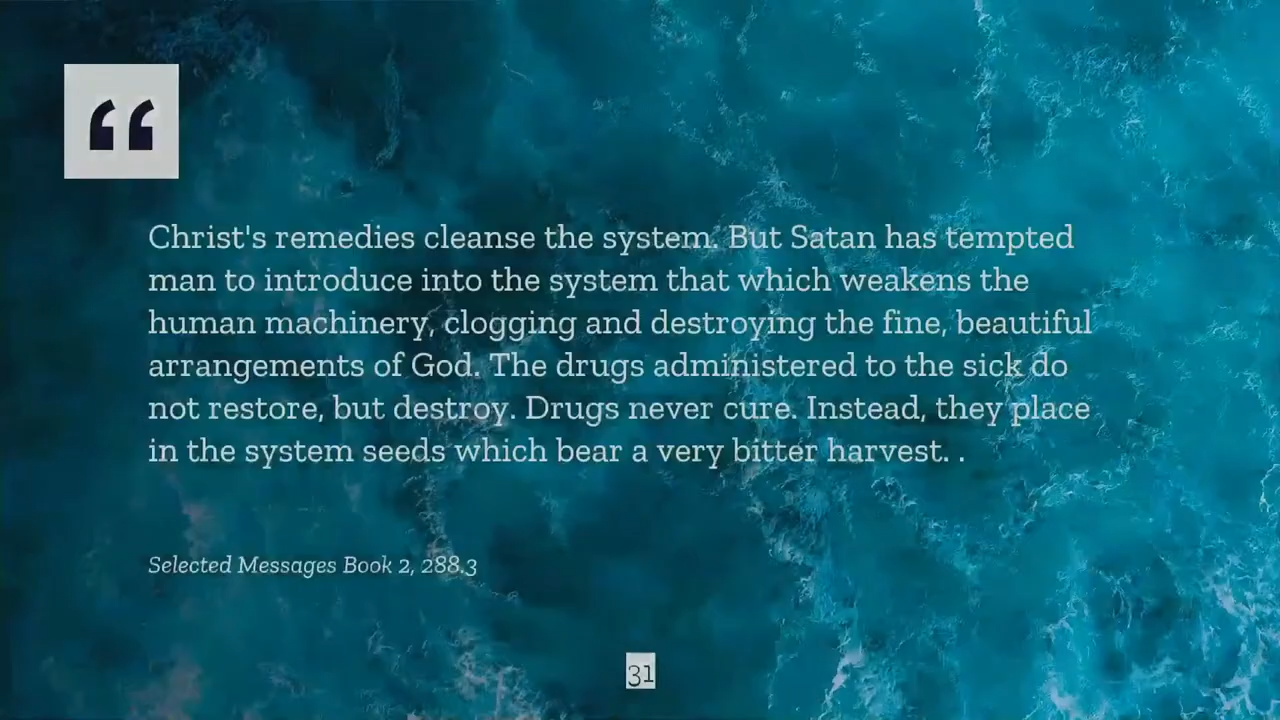 “
Christ's remedies cleanse the system. But Satan has tempted
man to introduce into the system that which weakens the
human machinery, clogging and destroying the fine, beautiful
arrangements of God. The drugs administered to the sick do
not restore, but destroy. Drugs never cure. Instead, they place
in the system seeds which bear a very bitter harvest. . 
Selected Messages Book 2, 288.3
31